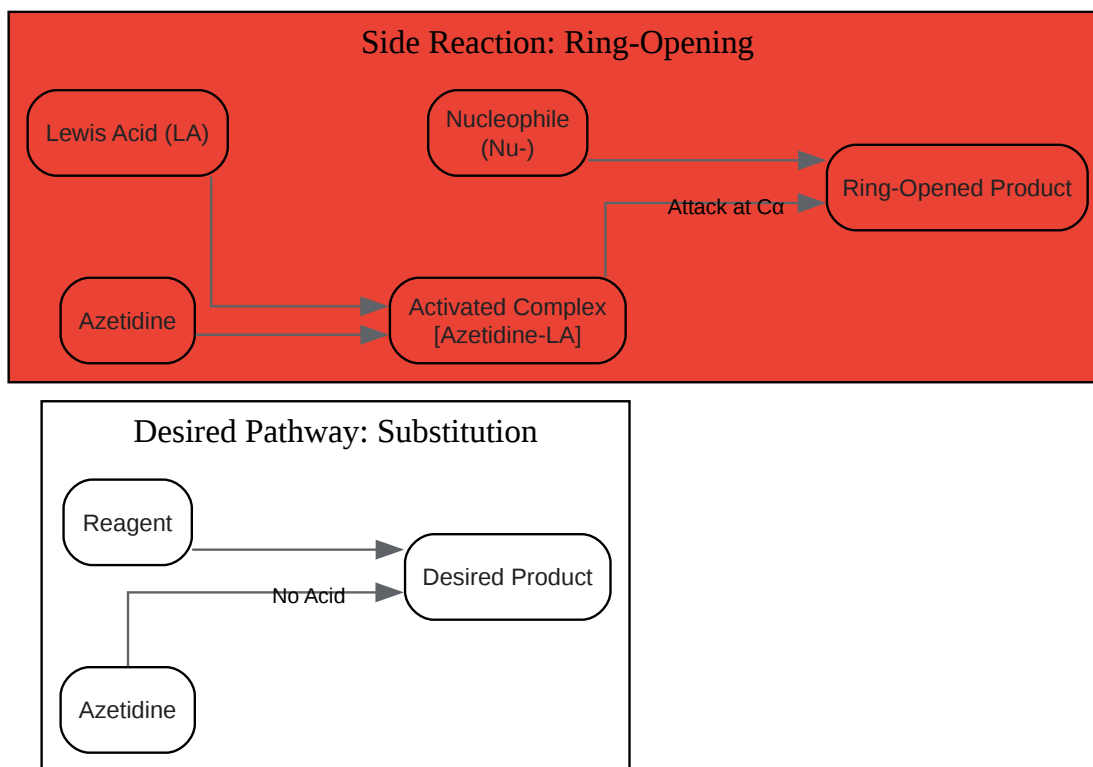 Side Reaction: Ring-Opening
Lewis Acid (LA)
Nucleophile
(Nu-)
Ring-Opened Product
Attack at Cα
Azetidine
Activated Complex
[Azetidine-LA]
Desired Pathway: Substitution
Reagent
Desired Product
No Acid
Azetidine